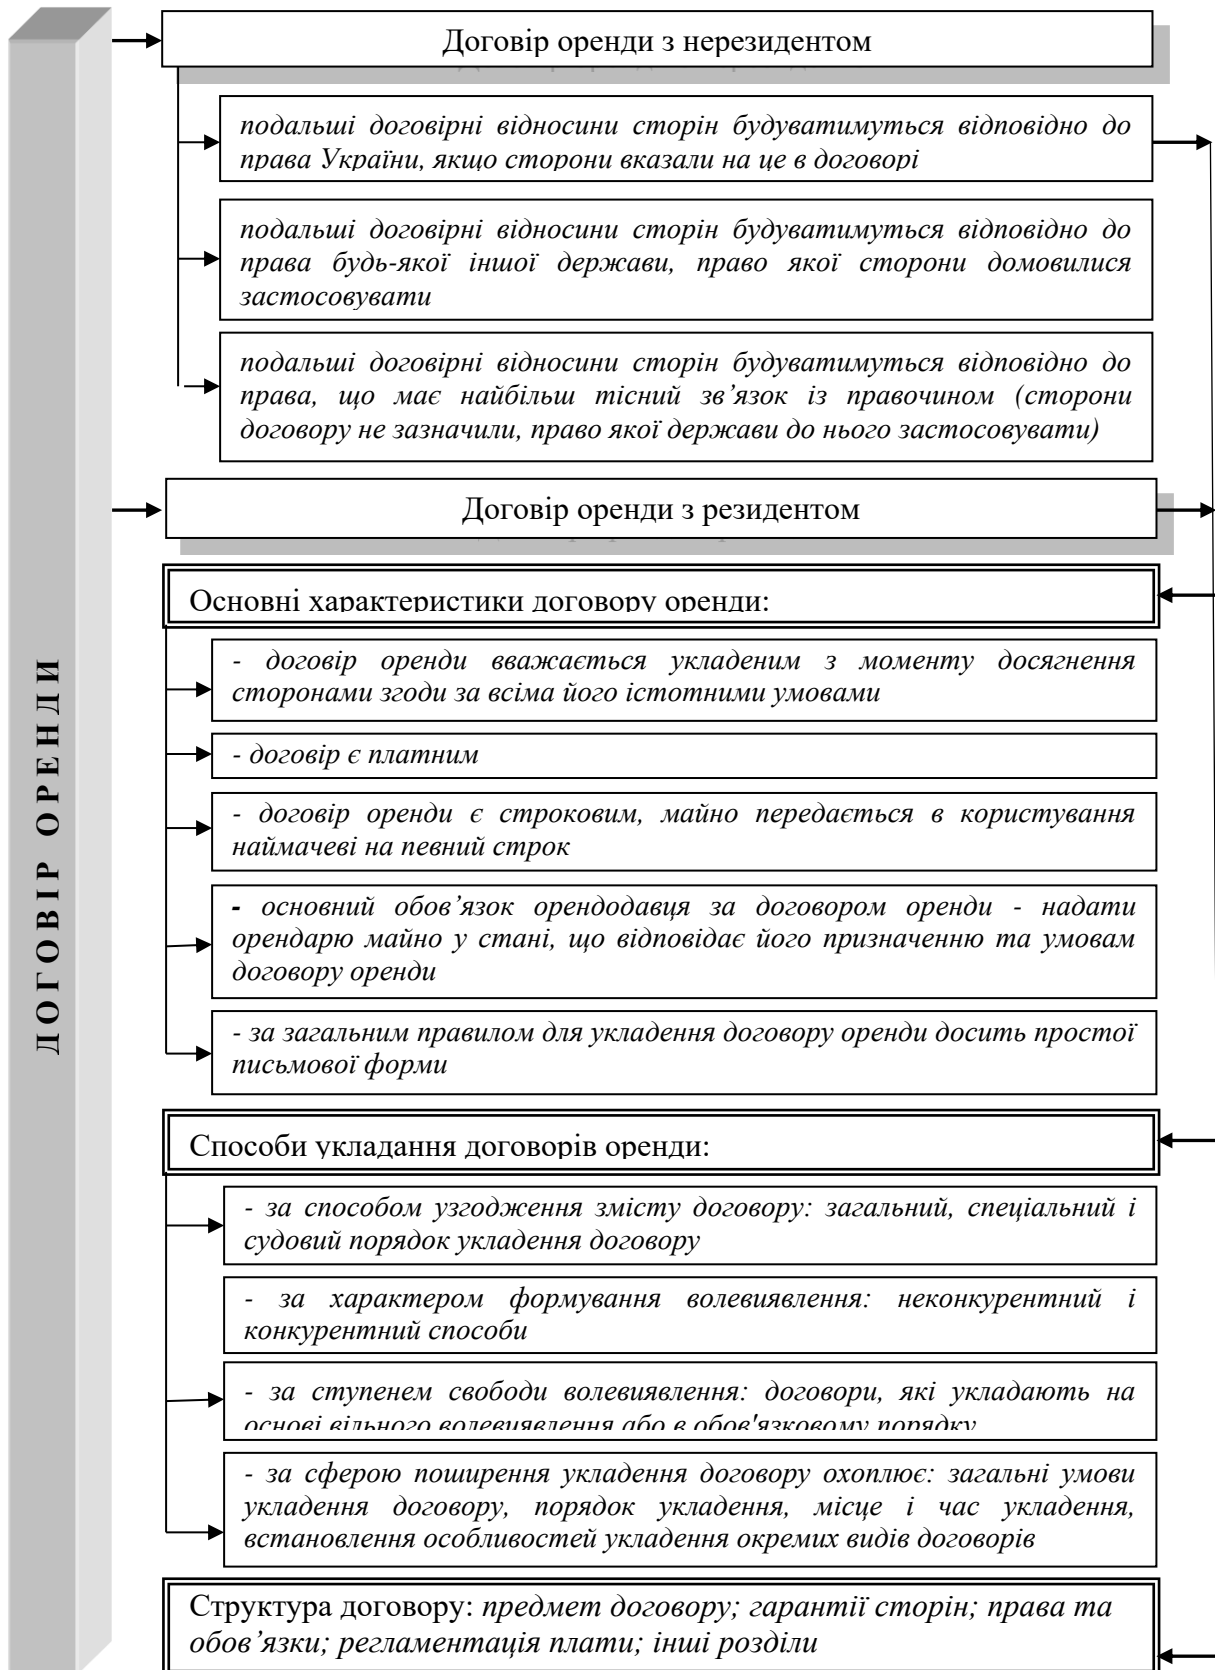 ДОГОВІР ОРЕНДИ
Договір оренди з нерезидентом
подальші договірні відносини сторін будуватимуться відповідно до
права України, якщо сторони вказали на це в договорі
подальші договірні відносини сторін будуватимуться відповідно до
права будь-якої іншої держави, право якої сторони домовилися
застосовувати
подальші договірні відносини сторін будуватимуться відповідно до
права, що має найбільш тісний зв’язок із правочином (сторони
договору не зазначили, право якої держави до нього застосовувати)
Договір оренди з резидентом
Основні характеристики договору оренди:
- договір оренди вважається укладеним з моменту досягнення
сторонами згоди за всіма його істотними умовами
- договір є платним
- договір оренди є строковим, майно передається в користування
наймачеві на певний строк
- основний обов’язок орендодавця за договором оренди - надати
орендарю майно у стані, що відповідає його призначенню та умовам
договору оренди
- за загальним правилом для укладення договору оренди досить простої
письмової форми
Способи укладання договорів оренди:
- за способом узгодження змісту договору: загальний, спеціальний і
судовий порядок укладення договору
- за характером формування волевиявлення: неконкурентний і
конкурентний способи
- за ступенем свободи волевиявлення: договори, які укладають на
основі вільного волевиявлення або в обов'язковому порядку
- за сферою поширення укладення договору охоплює: загальні умови
укладення договору, порядок укладення, місце і час укладення,
встановлення особливостей укладення окремих видів договорів
Структура договору: предмет договору; гарантії сторін; права та
обов’язки; регламентація плати; інші розділи